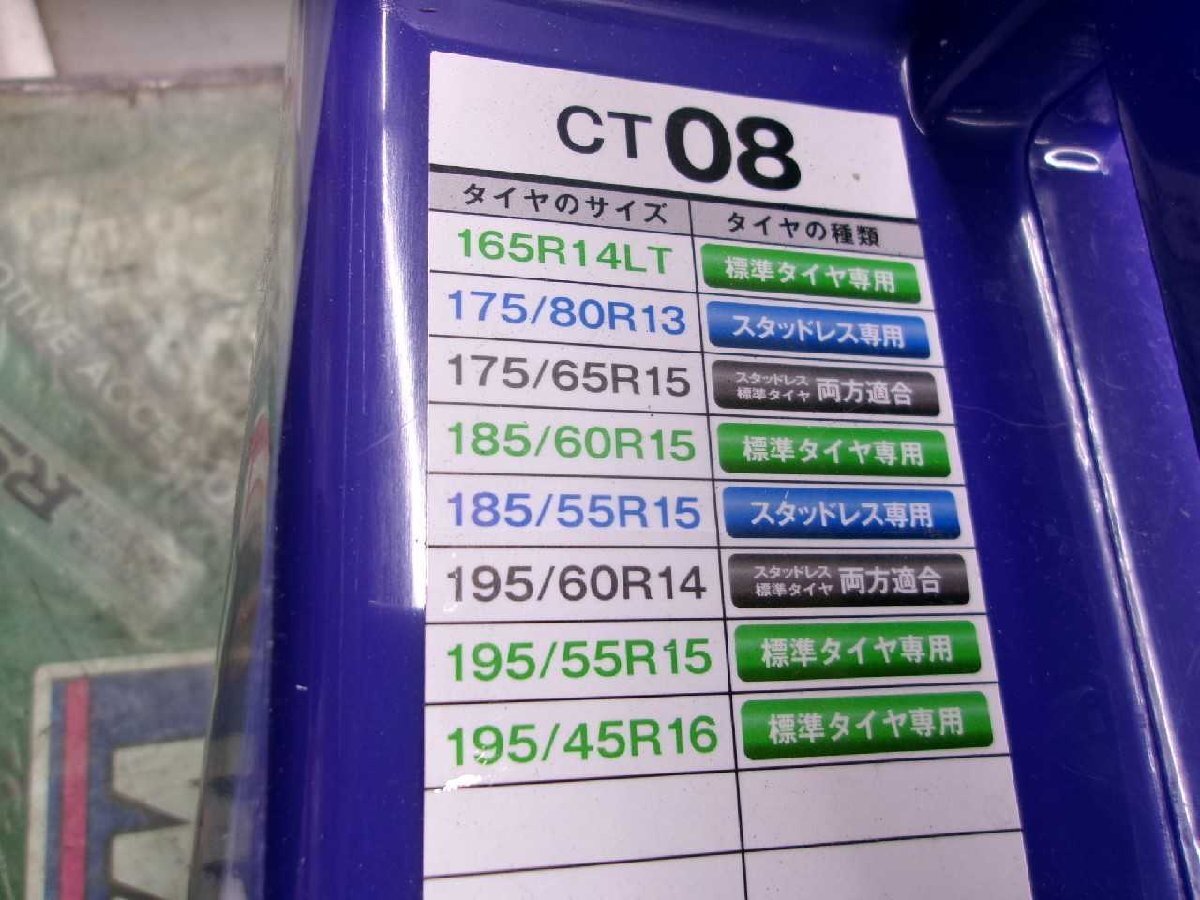 CT08
タイヤのサイズ タイヤの種類
165R14LT 標準タイヤ専用
175/80R13 スタッドレス専用
175/65R15 スタッドレス 標準タイヤ 両方適合
185/60R15 標準タイヤ専用
185/55R15 スタッドレス専用
195/60R14 スタッドレス 標準タイヤ 両方適合
195/55R15 標準タイヤ専用
195/45R16 標準タイヤ専用